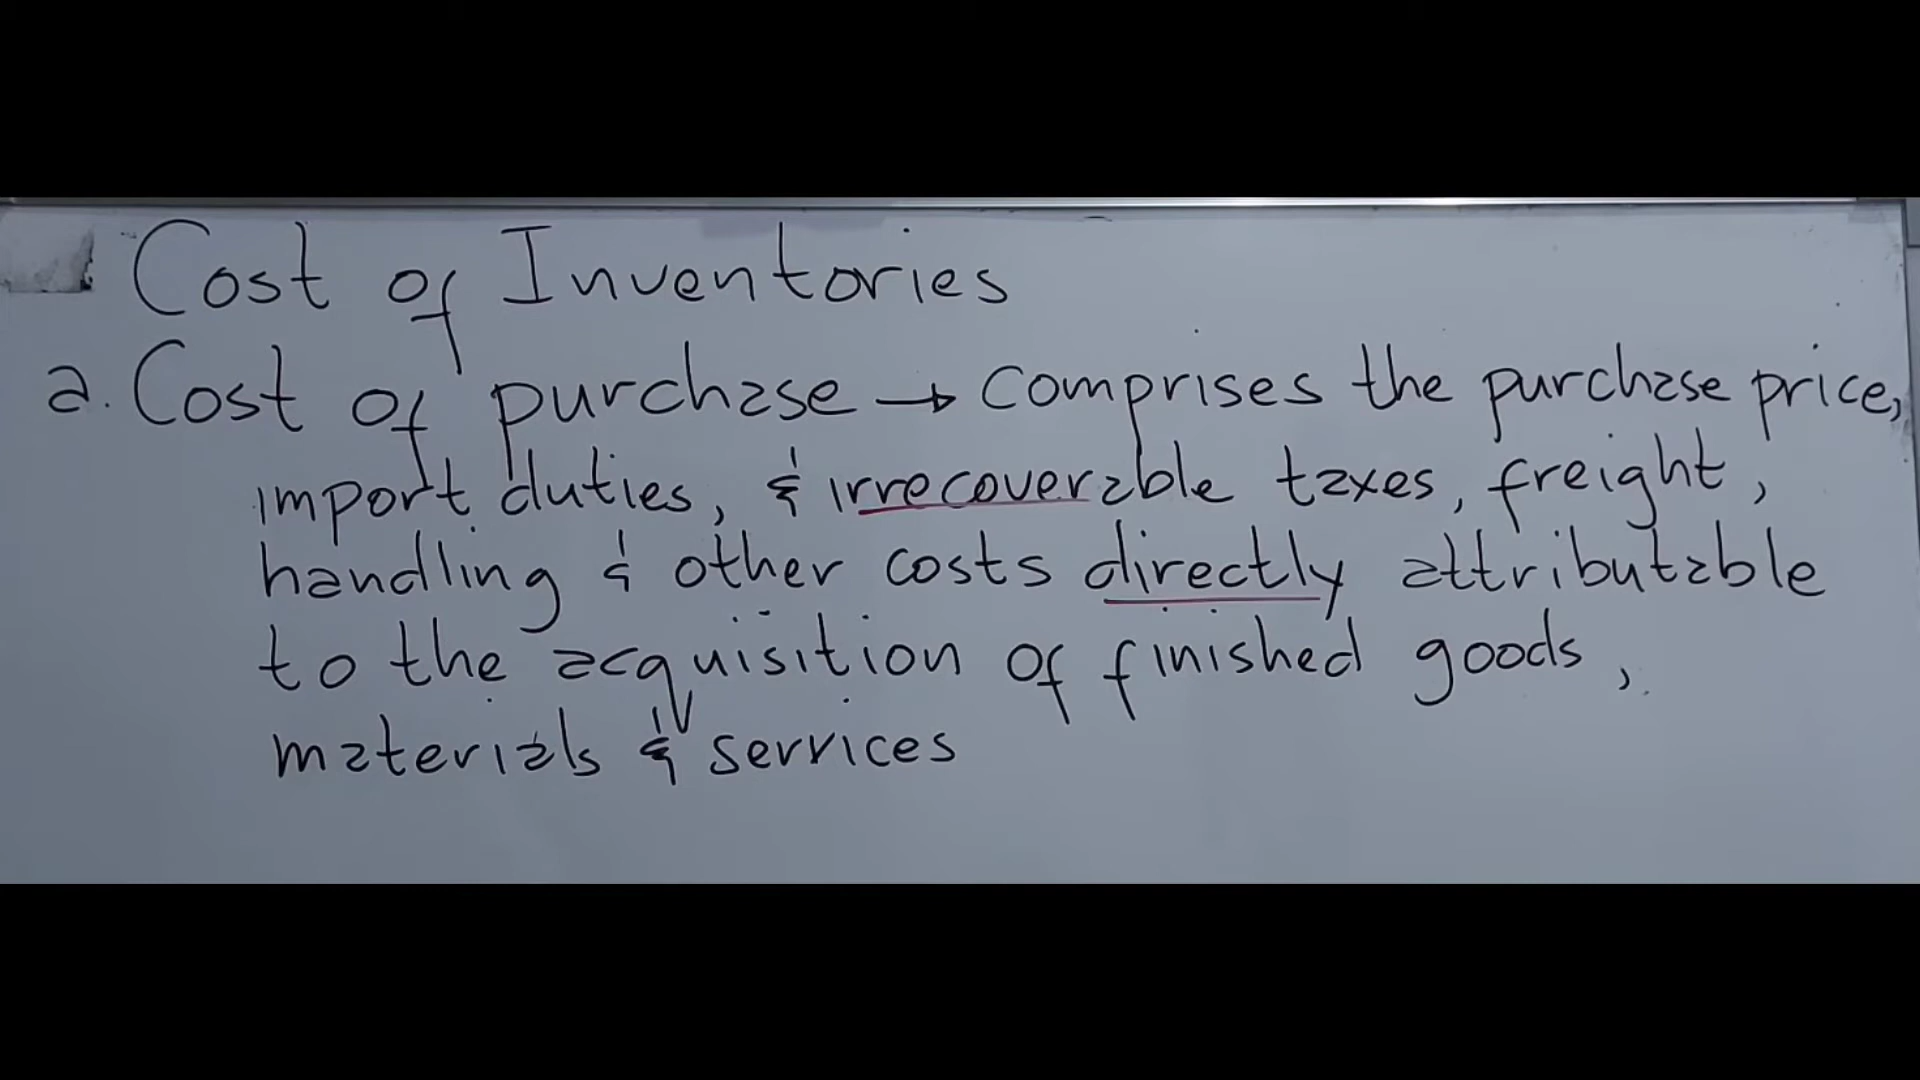 Cost of Inventories
a. Cost of purchase → comprises the purchase price,
import duties, & irrecoverable taxes, freight,
handling & other costs directly attributable
to the acquisition of finished goods,
materials & services